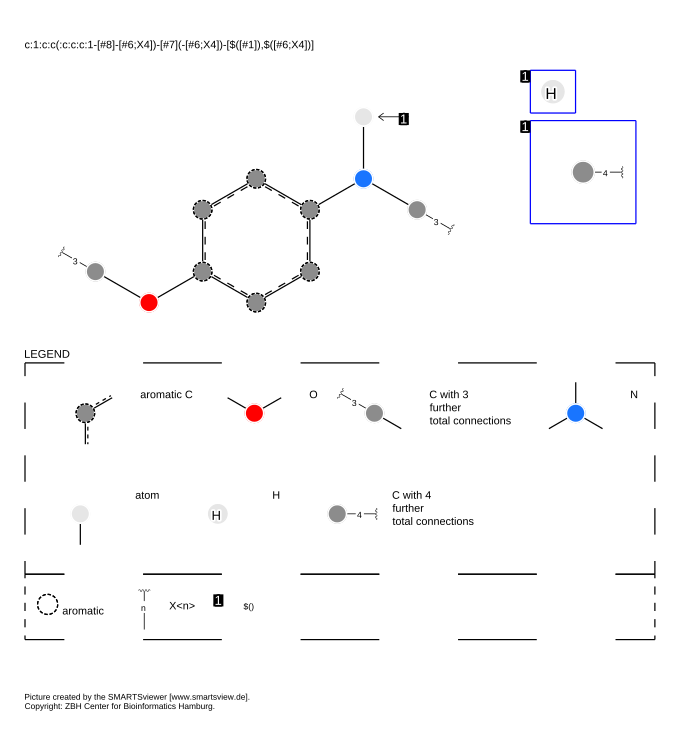 c:1:c:c(:c:c:c:1-[#8]-[#6;X4])-[#7](-[#6;X4])-[$([#1]),$([#6;X4])]
1
H
1
1
4
3
3
LEGEND
aromatic C
O
3
C with 3
further
total connections
N
atom
H
H
4
C with 4
further
total connections
aromatic
n
X<n>
1
$()
Picture created by the SMARTSviewer [www.smartsview.de].
Copyright: ZBH Center for Bioinformatics Hamburg.